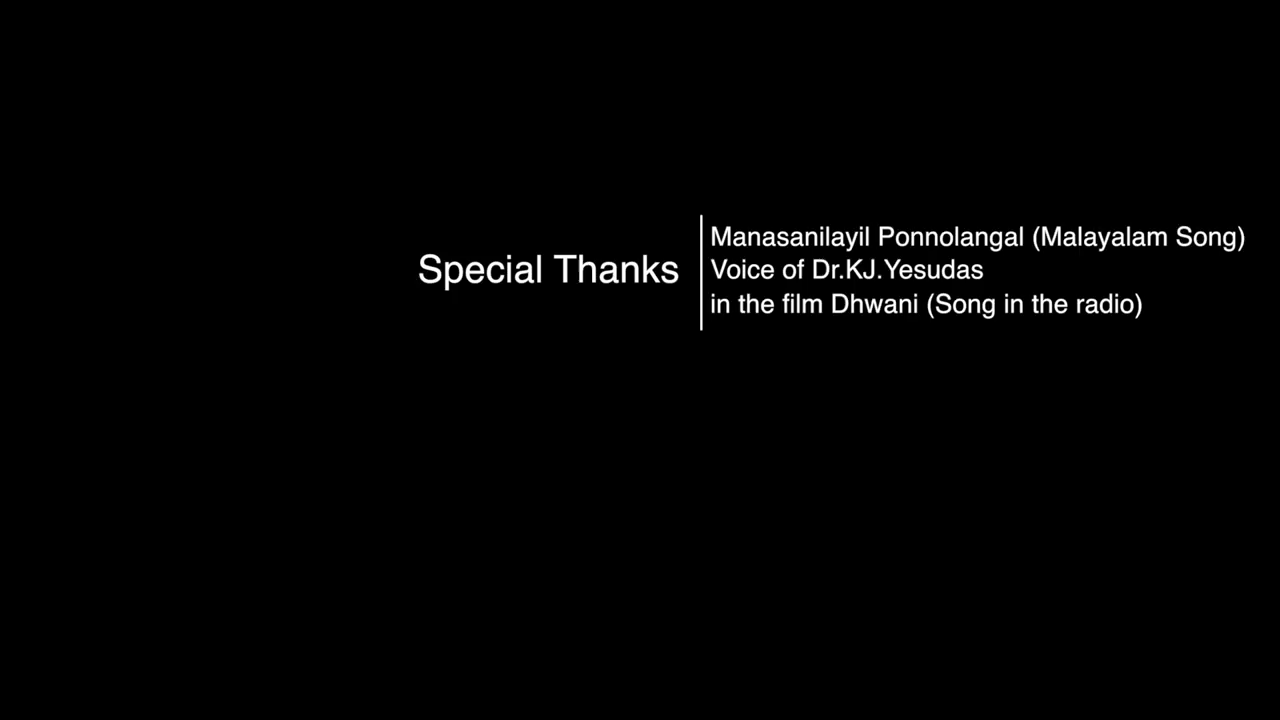 Special Thanks
Manasanilayil Ponnolangal (Malayalam Song)
Voice of Dr.KJ.Yesudas
in the film Dhwani (Song in the radio)